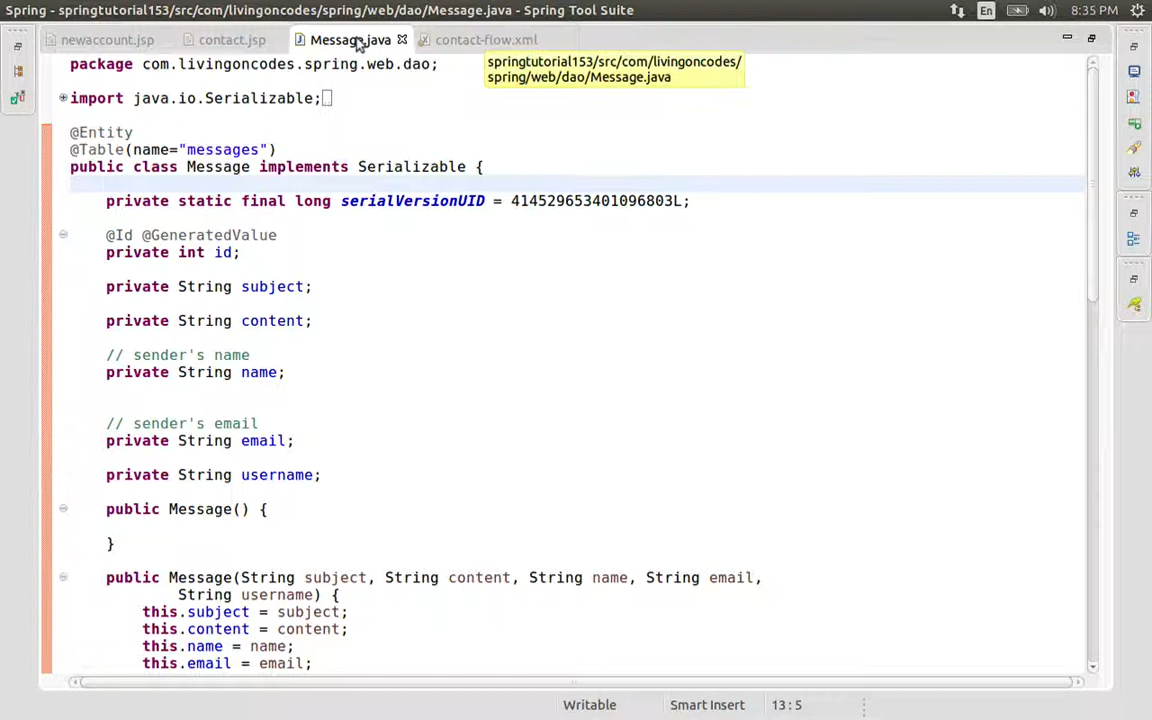 Spring - springtutorial153/src/com/livingoncodes/spring/web/dao/Message.java - Spring Tool Suite
En
8:35 PM
newaccount.jsp
contact.jsp
Message.java
contact-flow.xml
springtutorial153/src/com/livingoncodes/
spring/web/dao/Message.java
package com.livingoncodes.spring.web.dao;
import java.io.Serializable;
@Entity
@Table(name="messages")
public class Message implements Serializable {
private static final long serialVersionUID = 414529653401096803L;
@Id @GeneratedValue
private int id;
private String subject;
private String content;
// sender's name
private String name;
// sender's email
private String email;
private String username;
public Message() {
}
public Message(String subject, String content, String name, String email,
String username) {
this.subject = subject;
this.content = content;
this.name = name;
this.email = email;
Writable
Smart Insert
13 : 5